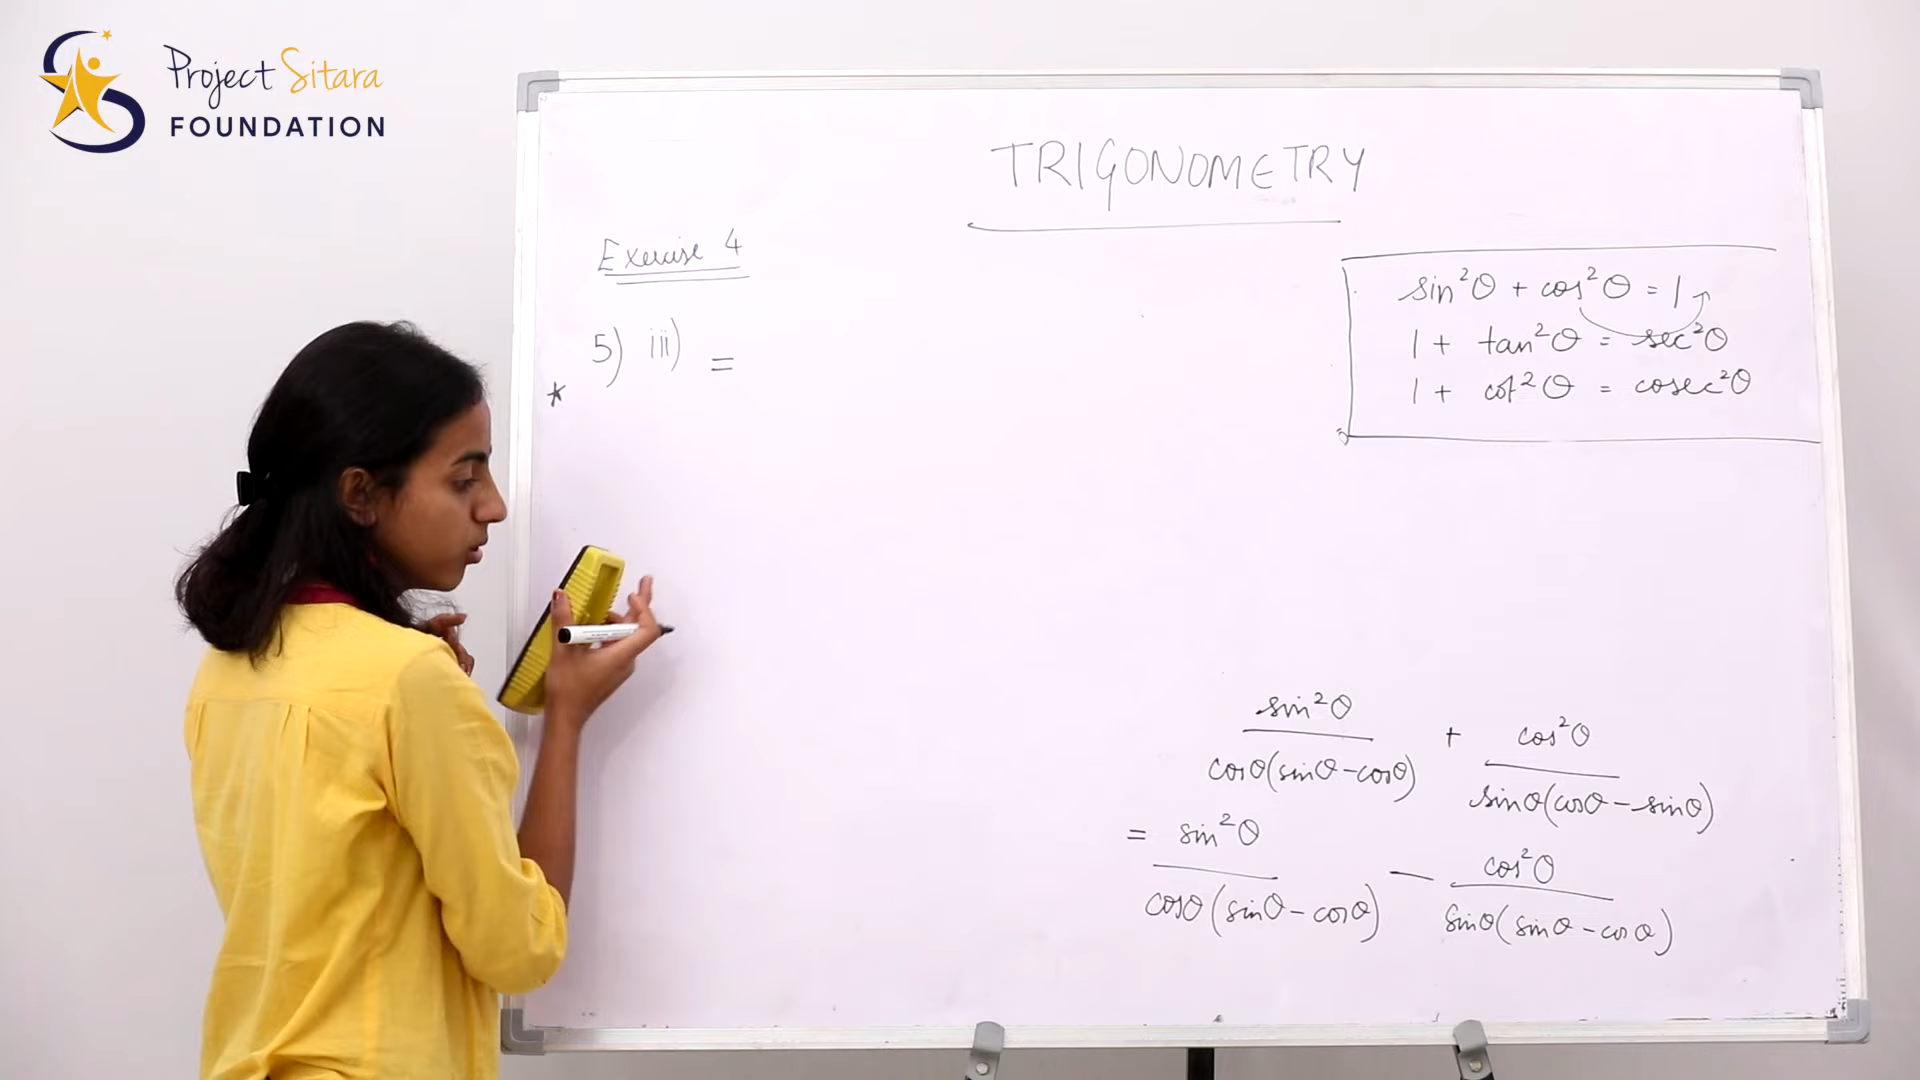 Project Sitara
FOUNDATION
TRIGONOMETRY
Exercise 4
5) iii) =
*
sin²θ + cos²θ = 1
1 + tan²θ = sec²θ
1 + cot²θ = cosec²θ
sin²θ/cosθ(sinθ-cosθ) + cos²θ/sinθ(cosθ-sinθ)
= sin²θ/cosθ(sinθ-cosθ) - cos²θ/sinθ(sinθ-cosθ)